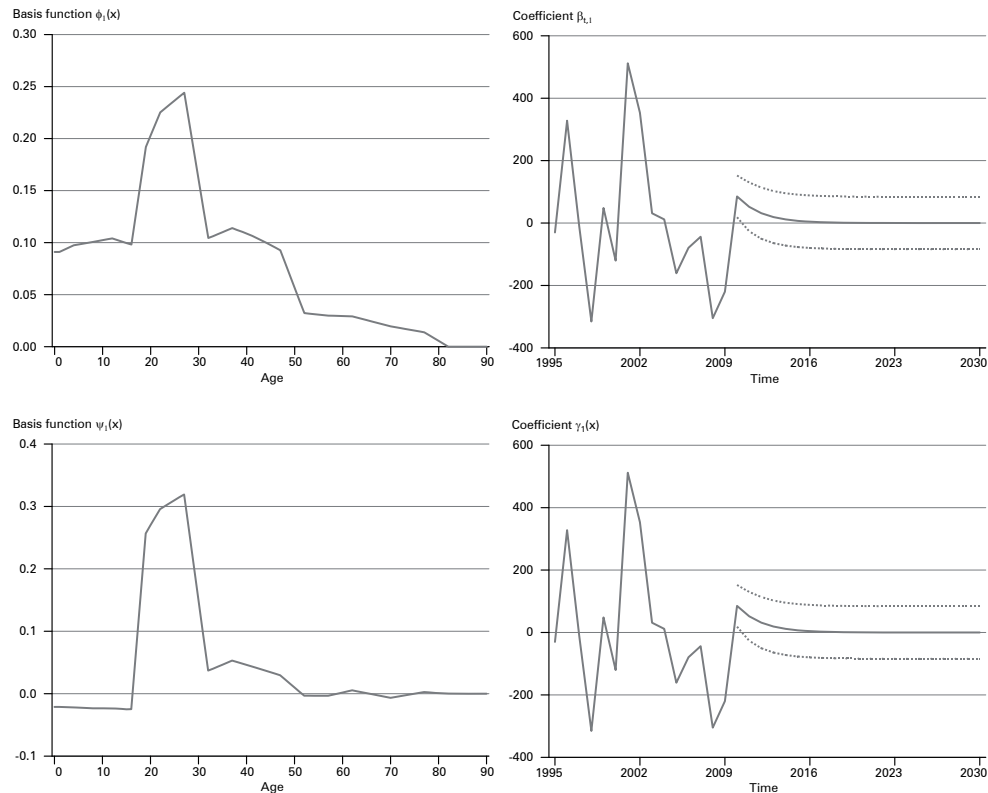 Basis function ϕ₁(x)
0.30
0.25
0.20
0.15
0.10
0.05
0.00
0 10 20 30 40 50 60 70 80 90
Age
Coefficient βt,1
600
400
200
0
-200
-400
1995 2002 2009 2016 2023 2030
Time
Basis function ψ₁(x)
0.4
0.3
0.2
0.1
0.0
-0.1
0 10 20 30 40 50 60 70 80 90
Age
Coefficient γ₁(x)
600
400
200
0
-200
-400
1995 2002 2009 2016 2023 2030
Time